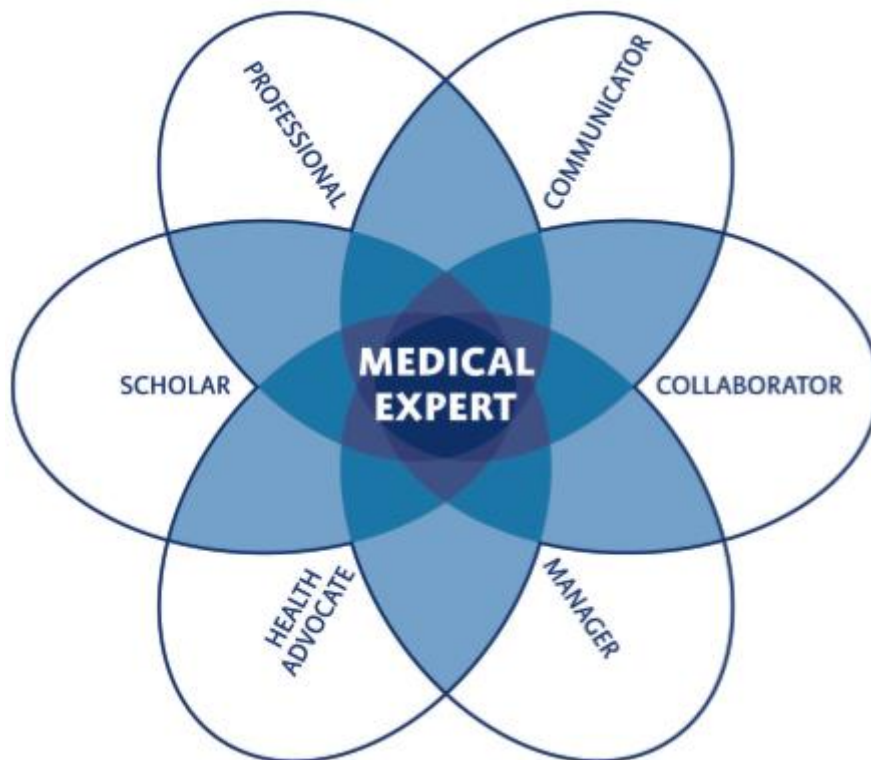 PROFESSIONAL
COMMUNICATOR
SCHOLAR
MEDICAL
EXPERT
COLLABORATOR
HEALTH
ADVOCATE
MANAGER